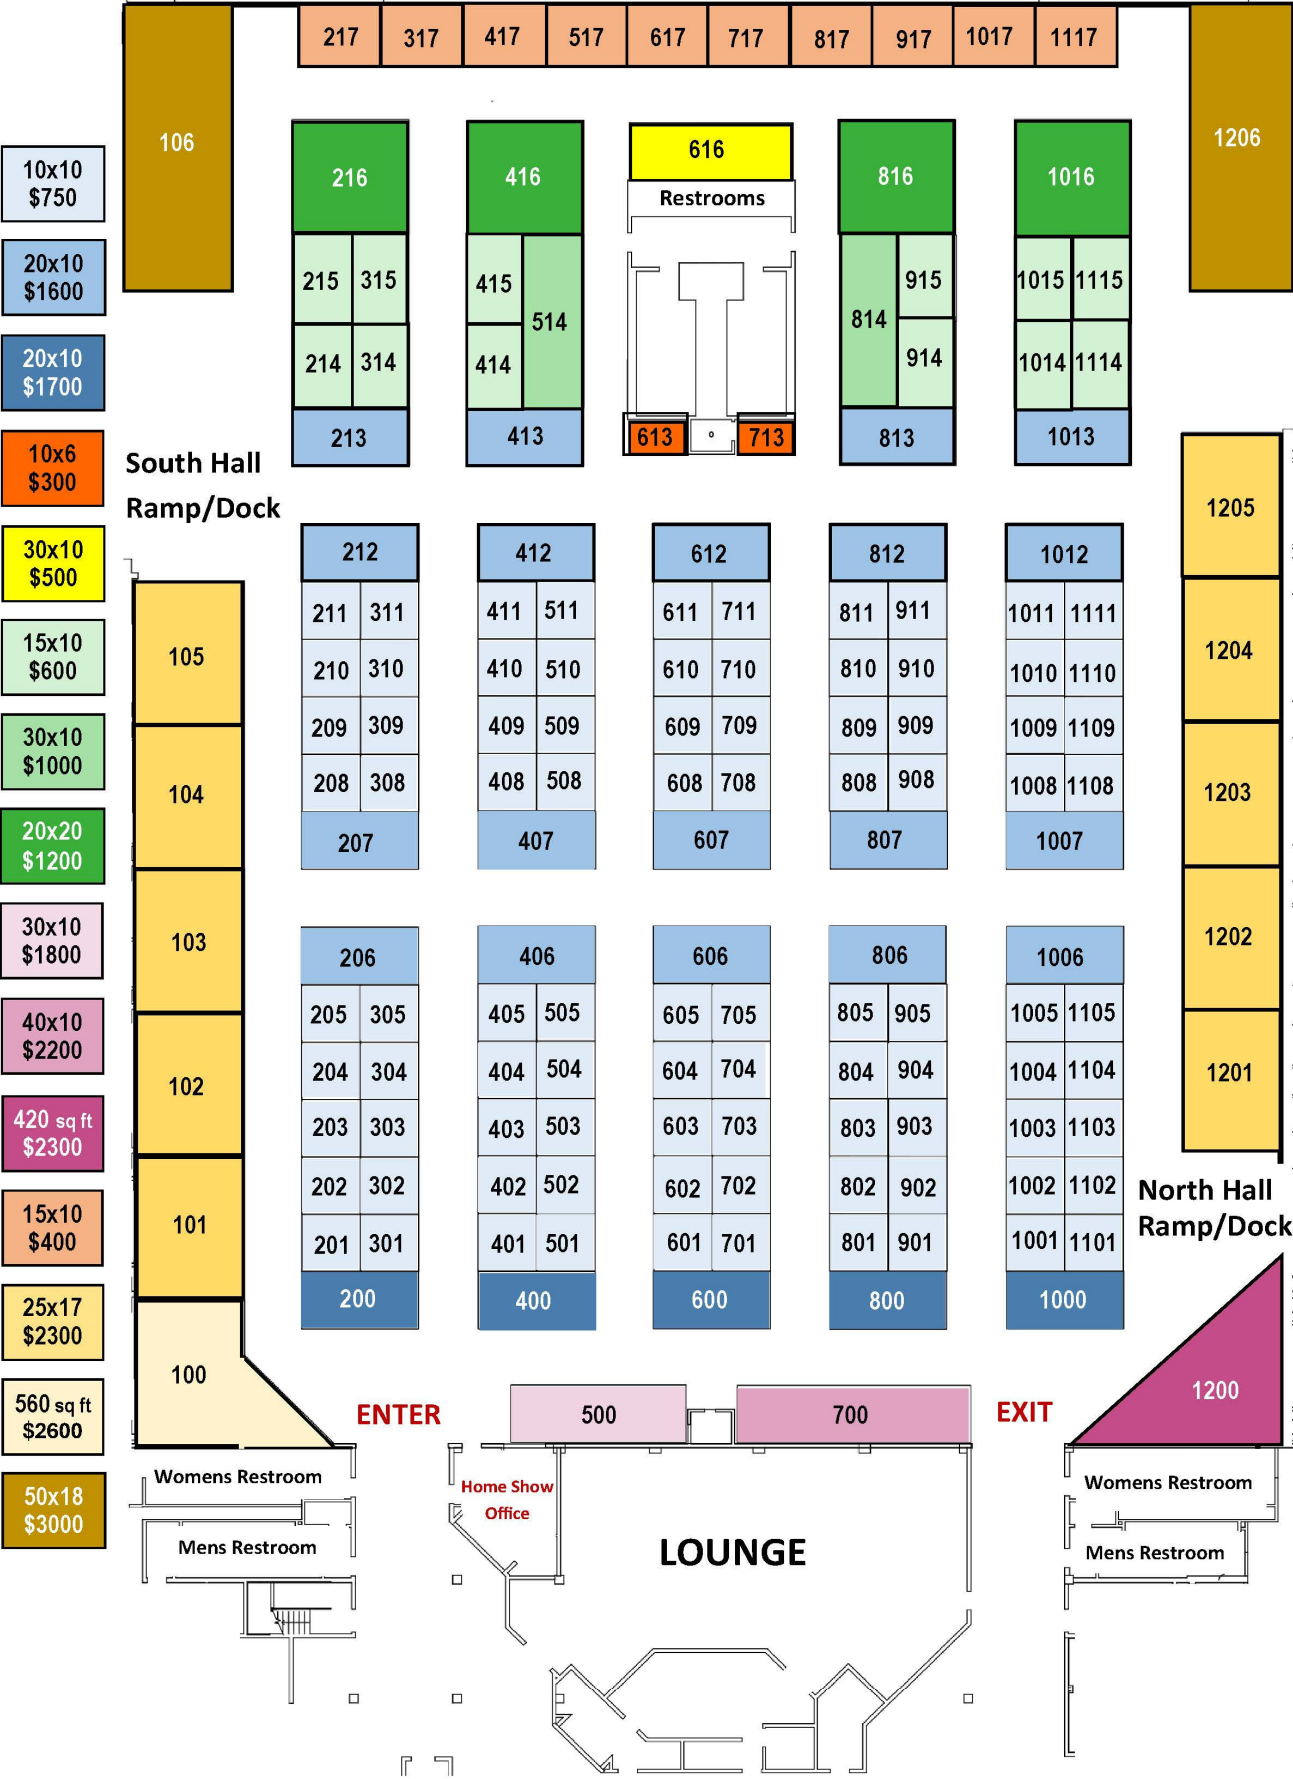 217 317 417 517 617 717 817 917 1017 1117
106
1206
216 416 616 816 1016
Restrooms
10x10
$750
20x10
$1600
20x10
$1700
10x6
$300
30x10
$500
15x10
$600
30x10
$1000
20x20
$1200
30x10
$1800
40x10
$2200
420 sq ft
$2300
15x10
$400
25x17
$2300
560 sq ft
$2600
50x18
$3000
215 315 415 915 1015 1115
514 814
214 314 414 914 1014 1114
213 413 613 713 813 1013
South Hall
Ramp/Dock
212 412 612 812 1012
211 311 411 511 611 711 811 911 1011 1111
210 310 410 510 610 710 810 910 1010 1110
209 309 409 509 609 709 809 909 1009 1109
208 308 408 508 608 708 808 908 1008 1108
207 407 607 807 1007
206 406 606 806 1006
205 305 405 505 605 705 805 905 1005 1105
204 304 404 504 604 704 804 904 1004 1104
203 303 403 503 603 703 803 903 1003 1103
202 302 402 502 602 702 802 902 1002 1102
201 301 401 501 601 701 801 901 1001 1101
200 400 600 800 1000
105
104
103
102
101
100
1205
1204
1203
1202
1201
North Hall
Ramp/Dock
1200
ENTER
500
700
EXIT
Womens Restroom
Mens Restroom
Home Show
Office
LOUNGE
Womens Restroom
Mens Restroom